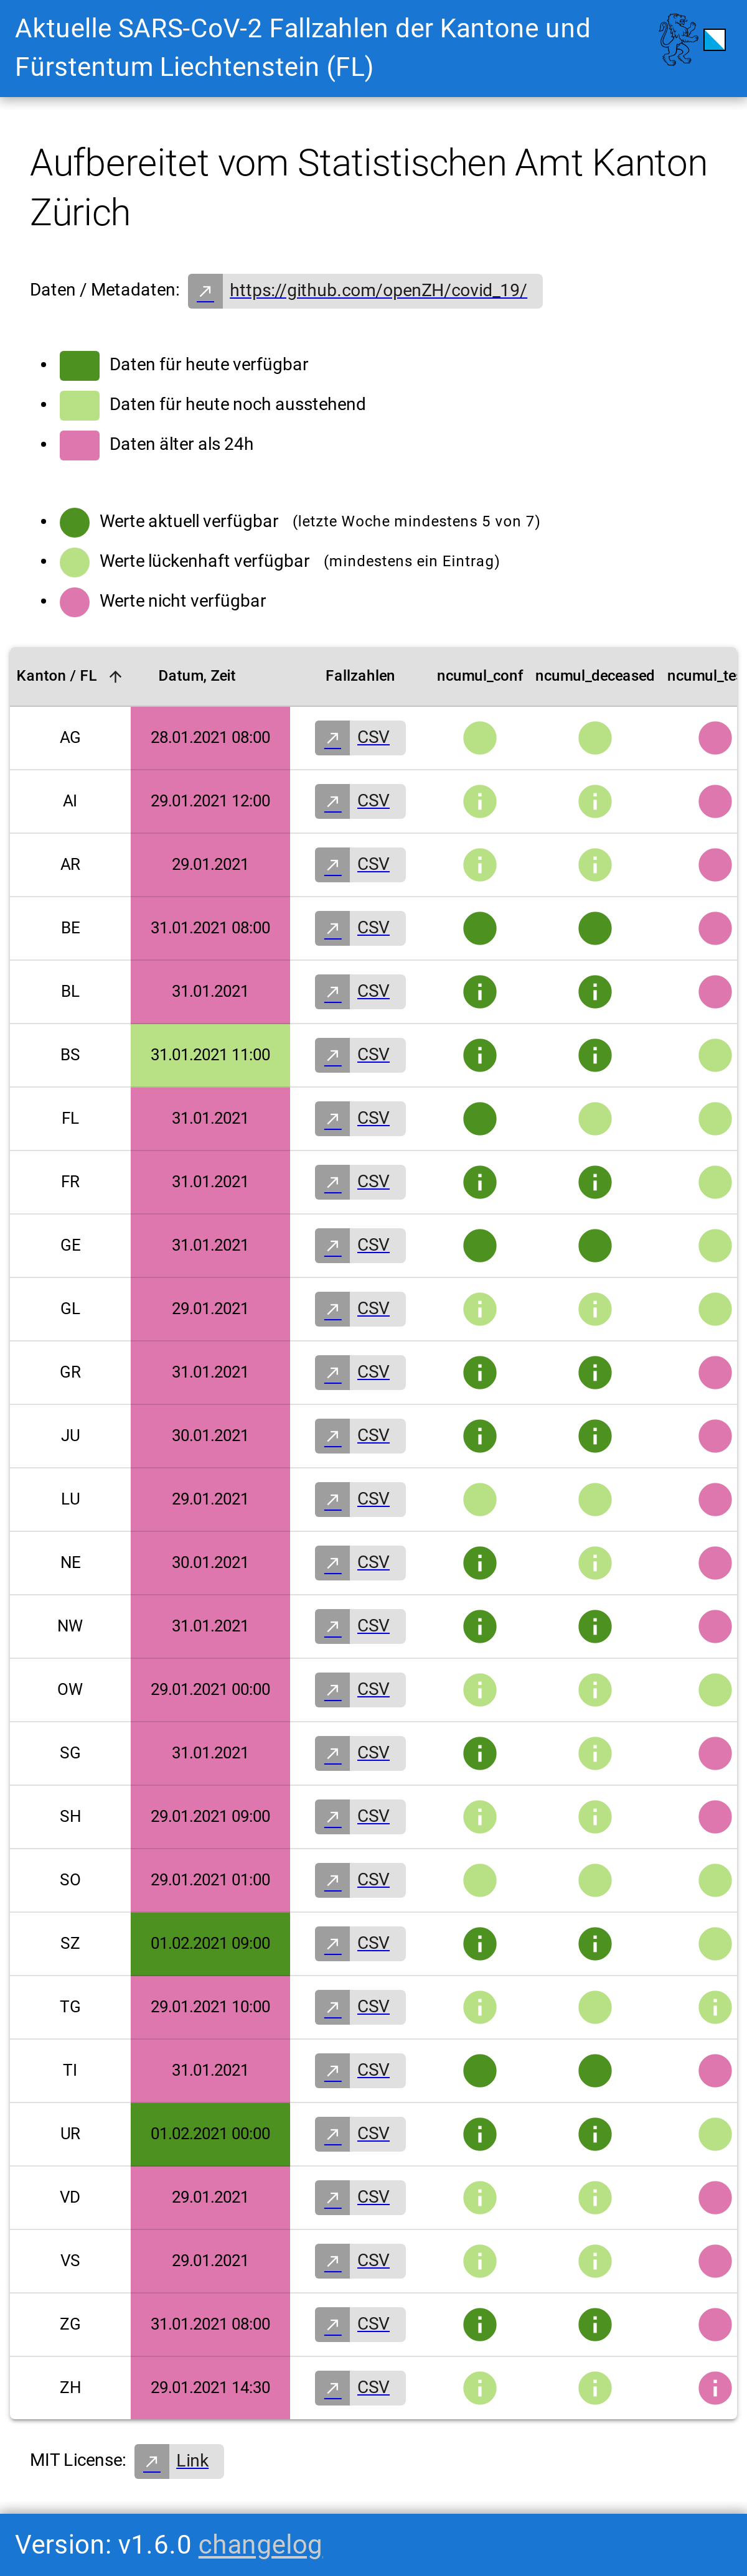 Aktuelle SARS-CoV-2 Fallzahlen der Kantone und
Fürstentum Liechtenstein (FL)
Aufbereitet vom Statistischen Amt Kanton
Zürich
Daten / Metadaten: https://github.com/openZH/covid_19/
Daten für heute verfügbar
Daten für heute noch ausstehend
Daten älter als 24h
Werte aktuell verfügbar (letzte Woche mindestens 5 von 7)
Werte lückenhaft verfügbar (mindestens ein Eintrag)
Werte nicht verfügbar
Kanton / FL Datum, Zeit Fallzahlen ncumul_conf ncumul_deceased ncumul_te
AG 28.01.2021 08:00 CSV
AI 29.01.2021 12:00 CSV
AR 29.01.2021 CSV
BE 31.01.2021 08:00 CSV
BL 31.01.2021 CSV
BS 31.01.2021 11:00 CSV
FL 31.01.2021 CSV
FR 31.01.2021 CSV
GE 31.01.2021 CSV
GL 29.01.2021 CSV
GR 31.01.2021 CSV
JU 30.01.2021 CSV
LU 29.01.2021 CSV
NE 30.01.2021 CSV
NW 31.01.2021 CSV
OW 29.01.2021 00:00 CSV
SG 31.01.2021 CSV
SH 29.01.2021 09:00 CSV
SO 29.01.2021 01:00 CSV
SZ 01.02.2021 09:00 CSV
TG 29.01.2021 10:00 CSV
TI 31.01.2021 CSV
UR 01.02.2021 00:00 CSV
VD 29.01.2021 CSV
VS 29.01.2021 CSV
ZG 31.01.2021 08:00 CSV
ZH 29.01.2021 14:30 CSV
MIT License: Link
Version: v1.6.0 changelog